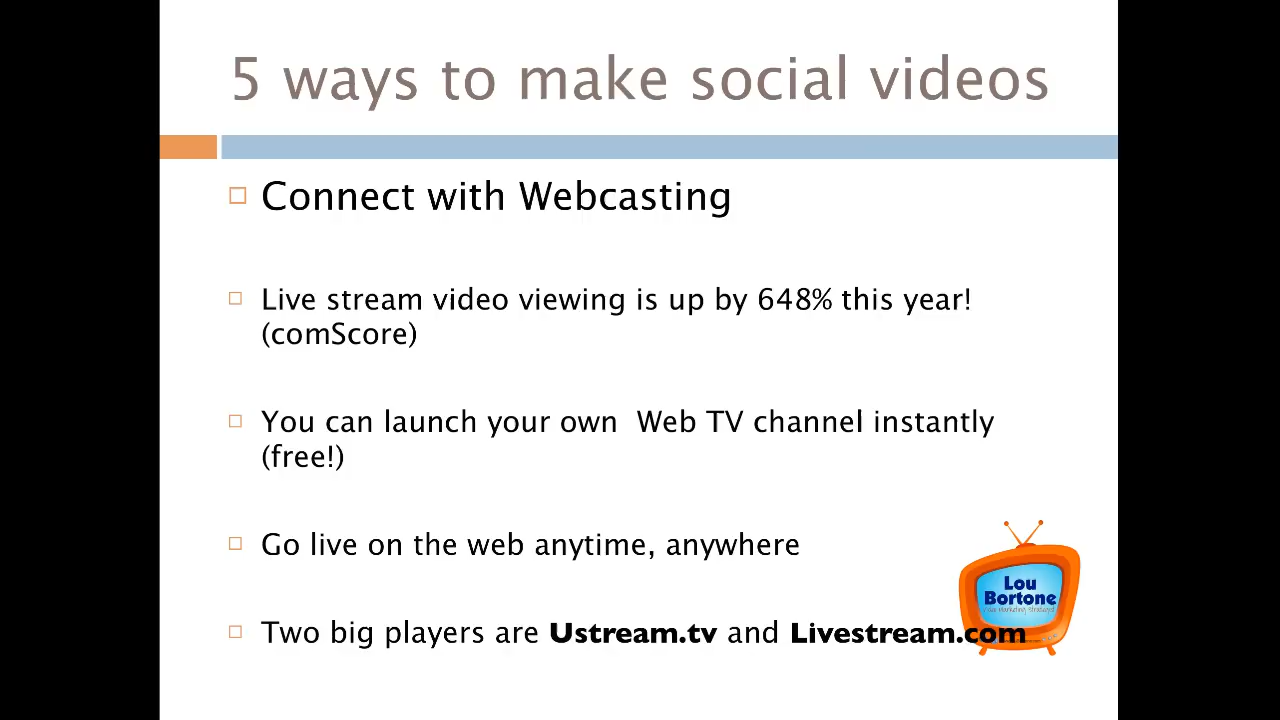 5 ways to make social videos
Connect with Webcasting
Live stream video viewing is up by 648% this year!
(comScore)
You can launch your own  Web TV channel instantly
(free!)
Go live on the web anytime, anywhere
Two big players are Ustream.tv and Livestream.com
Lou
Bortone